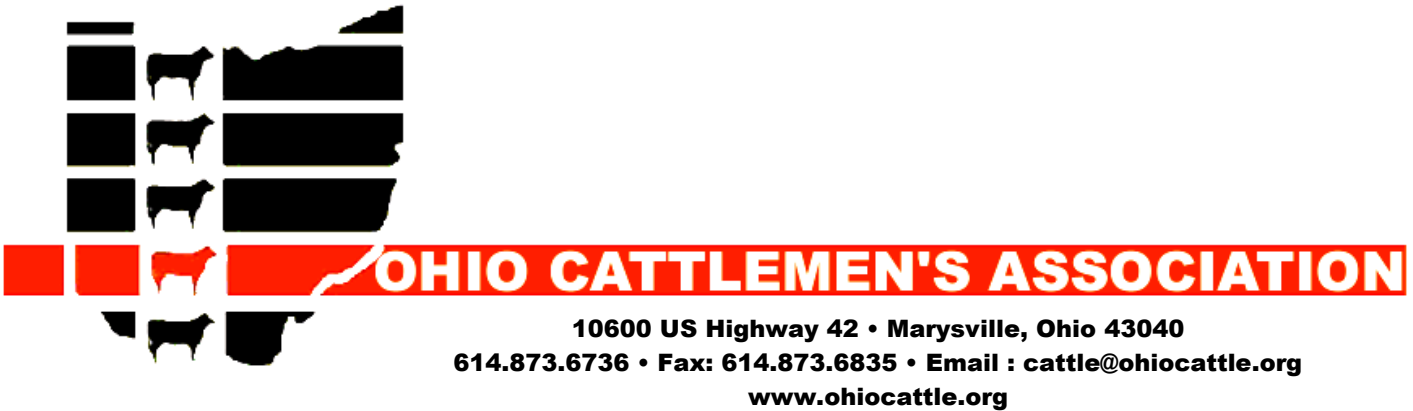 OHIO CATTLEMEN'S ASSOCIATION
10600 US Highway 42 • Marysville, Ohio 43040
614.873.6736 • Fax: 614.873.6835 • Email : cattle@ohiocattle.org
www.ohiocattle.org